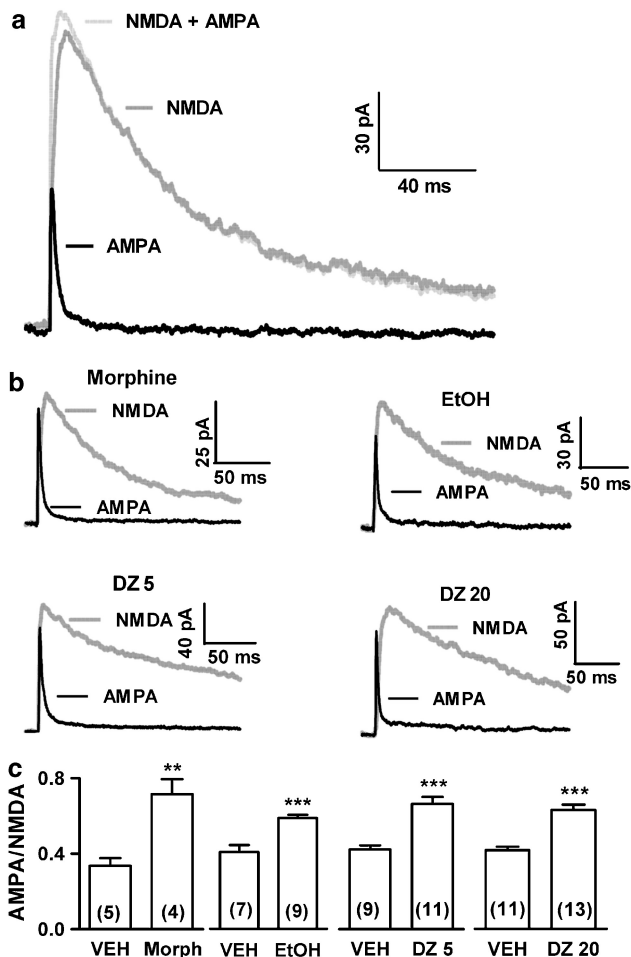 a
NMDA + AMPA
NMDA
30 pA
40 ms
AMPA
b
Morphine
NMDA
25 pA
50 ms
AMPA
EtOH
NMDA
30 pA
50 ms
AMPA
DZ 5
NMDA
40 pA
50 ms
AMPA
DZ 20
NMDA
50 pA
50 ms
AMPA
c
AMPA/NMDA
0.8
0.4
0.0
** *** *** ***
(5) (4) (7) (9) (9) (11) (11) (13)
VEH Morph VEH EtOH VEH DZ 5 VEH DZ 20